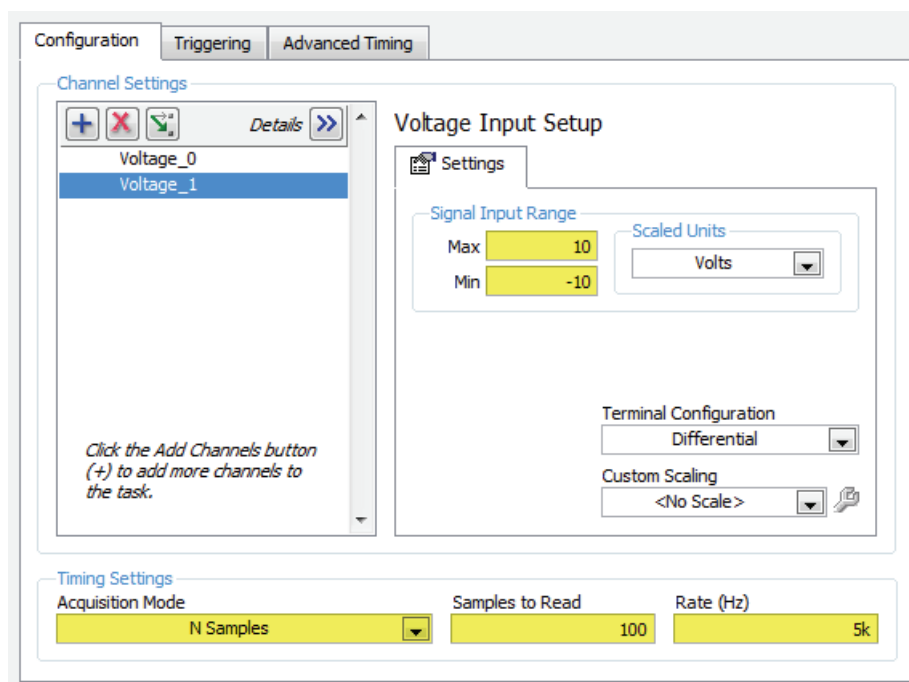 Configuration Triggering Advanced Timing
Channel Settings
Details
Voltage_0
Voltage_1
Click the Add Channels button
(+) to add more channels to
the task.
Voltage Input Setup
Settings
Signal Input Range
Max 10
Min -10
Scaled Units
Volts
Terminal Configuration
Differential
Custom Scaling
<No Scale>
Timing Settings
Acquisition Mode Samples to Read Rate (Hz)
N Samples 100 5k